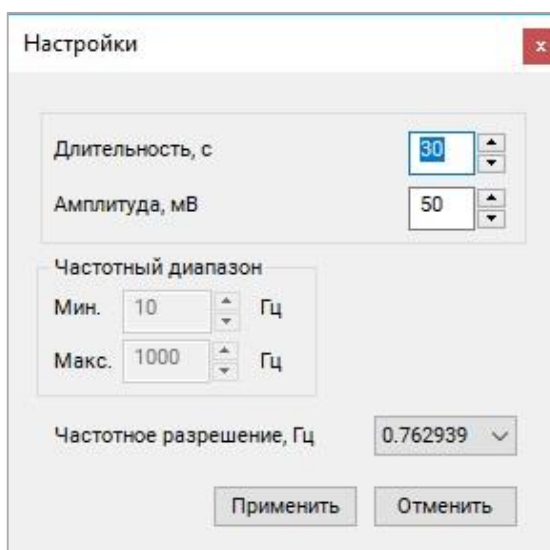 Настройки
x
Длительность, с 30
Амплитуда, мВ 50
Частотный диапазон
Мин. 10 Гц
Макс. 1000 Гц
Частотное разрешение, Гц 0.762939
Применить Отменить